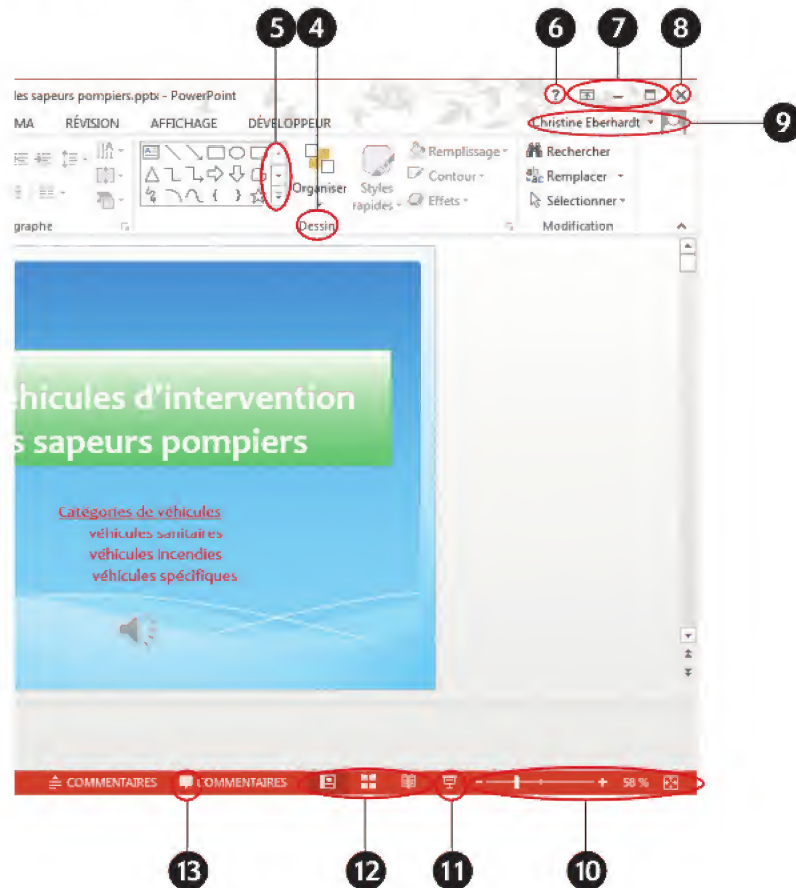 5 4 6 7 8
les sapeurs pompiers.pptx - PowerPoint ?
MA RÉVISION AFFICHAGE DÉVELOPPEUR Christine Eberhardt
9
Remplissage Rechercher
Organiser Styles Contour Remplacer
rapides Effets Sélectionner
graphe Dessin Modification
éhicules d'intervention
s sapeurs pompiers
Catégories de véhicules
véhicules sanitaires
véhicules incendies
véhicules spécifiques
COMMENTAIRES COMMENTAIRES - + 58 %
13 12 11 10